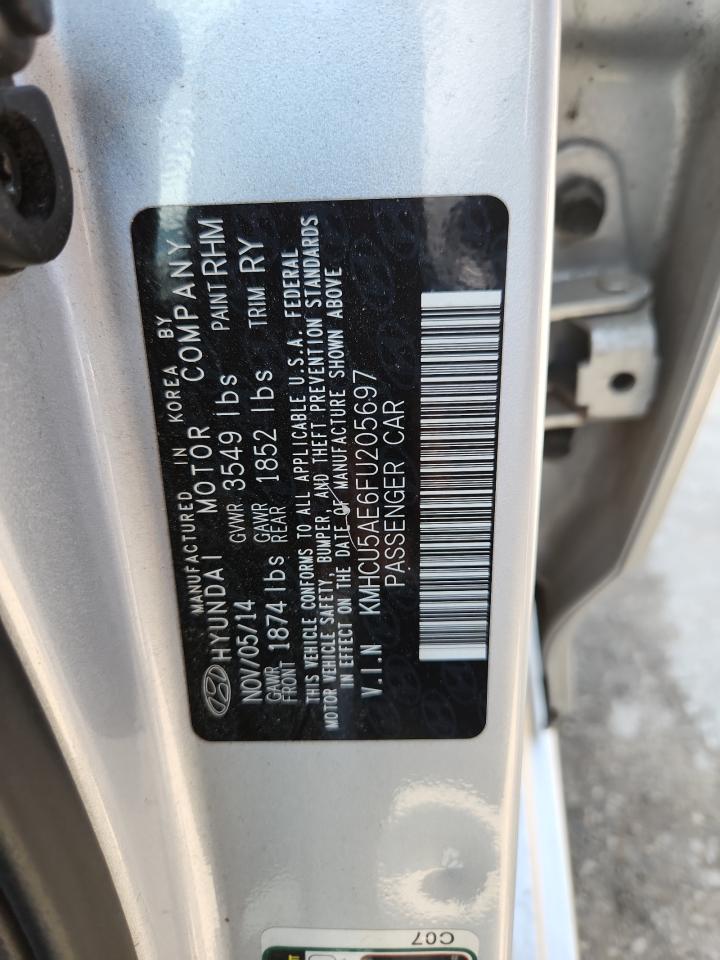 MANUFACTURED IN KOREA BY
HYUNDAI MOTOR COMPANY
NOV/05/14 GVWR 3549 lbs PAINT RHM
GAWR FRONT 1874 lbs GAWR REAR 1852 lbs TRIM RY
THIS VEHICLE CONFORMS TO ALL APPLICABLE U.S.A. FEDERAL
MOTOR VEHICLE SAFETY, BUMPER, AND THEFT PREVENTION STANDARDS
IN EFFECT ON THE DATE OF MANUFACTURE SHOWN ABOVE
V.I.N KMHCU5AE6FU205697
PASSENGER CAR
C07